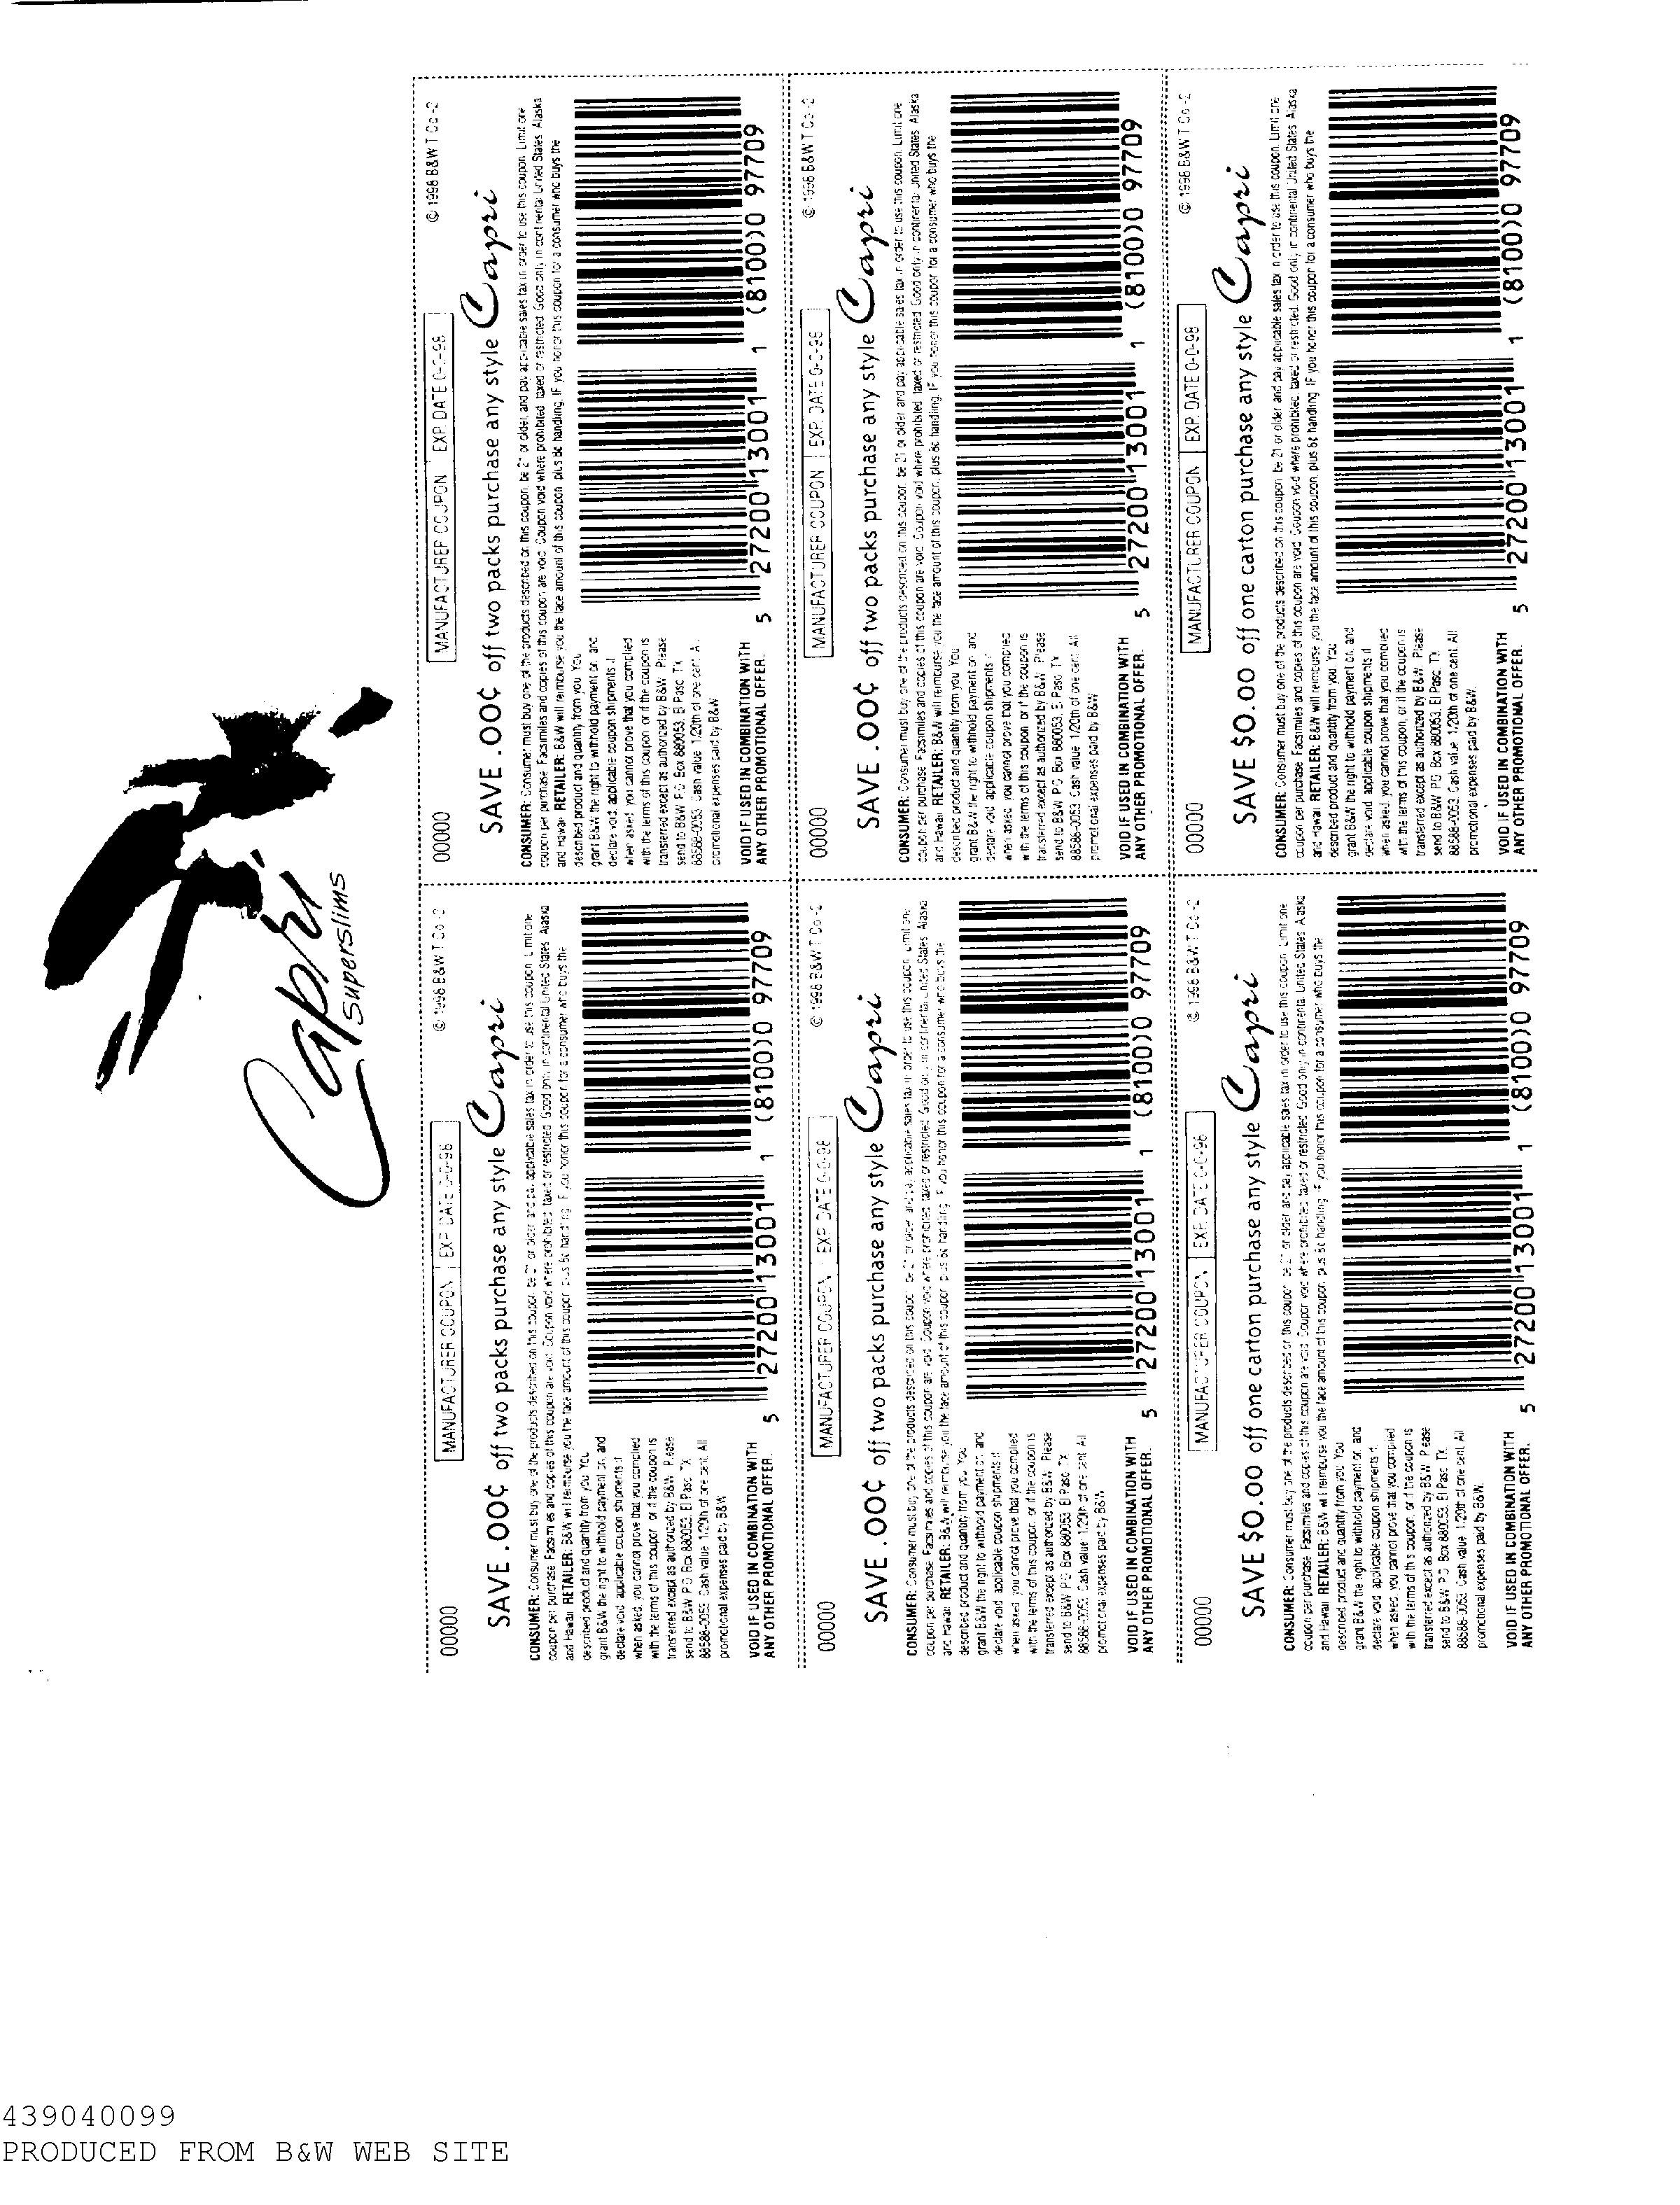 Capri
Superslims
00000 MANUFACTURER COUPON EXP. DATE 0-0-98 © 1998 B&W T Co.-2
SAVE .00¢ off two packs purchase any style Capri
CONSUMER: Consumer must buy one of the products described on this coupon, be 21 or older, and pay applicable sales tax in order to use this coupon. Limit one
coupon per purchase. Facsimiles and copies of this coupon are void. Coupon void where prohibited, taxed or restricted. Good only in continental United States, Alaska
and Hawaii. RETAILER: B&W will reimburse you the face amount of this coupon, plus 8¢ handling, IF you honor this coupon for a consumer who buys the
described product and quantity from you. You
grant B&W the right to withhold payment on, and
declare void, applicable coupon shipments if
when asked, you cannot prove that you complied
with the terms of this coupon, or if the coupon is
transferred except as authorized by B&W. Please
send to B&W P.O. Box 880053, El Paso, TX
88588-0053. Cash value 1/20th of one cent. All
promotional expenses paid by B&W.
VOID IF USED IN COMBINATION WITH
ANY OTHER PROMOTIONAL OFFER.
5 27200 13001 1 (8100)0 97709
00000 MANUFACTURER COUPON EXP. DATE 0-0-98 © 1998 B&W T Co.-2
SAVE .00¢ off two packs purchase any style Capri
CONSUMER: Consumer must buy one of the products described on this coupon, be 21 or older, and pay applicable sales tax in order to use this coupon. Limit one
coupon per purchase. Facsimiles and copies of this coupon are void. Coupon void where prohibited, taxed or restricted. Good only in continental United States, Alaska
and Hawaii. RETAILER: B&W will reimburse you the face amount of this coupon, plus 8¢ handling, IF you honor this coupon for a consumer who buys the
described product and quantity from you. You
grant B&W the right to withhold payment on, and
declare void, applicable coupon shipments if
when asked, you cannot prove that you complied
with the terms of this coupon, or if the coupon is
transferred except as authorized by B&W. Please
send to B&W P.O. Box 880053, El Paso, TX
88588-0053. Cash value 1/20th of one cent. All
promotional expenses paid by B&W
VOID IF USED IN COMBINATION WITH
ANY OTHER PROMOTIONAL OFFER.
5 27200 13001 1 (8100)0 97709
00000 MANUFACTURER COUPON EXP. DATE 0-0-98 © 1998 B&W T Co.-2
SAVE .00¢ off two packs purchase any style Capri
CONSUMER: Consumer must buy one of the products described on this coupon, be 21 or older, and pay applicable sales tax in order to use this coupon. Limit one
coupon per purchase. Facsimiles and copies of this coupon are void. Coupon void where prohibited, taxed or restricted. Good only in continental United States, Alaska
and Hawaii. RETAILER: B&W will reimburse you the face amount of this coupon, plus 8¢ handling, IF you honor this coupon for a consumer who buys the
described product and quantity from you. You
grant B&W the right to withhold payment on, and
declare void, applicable coupon shipments if
when asked, you cannot prove that you complied
with the terms of this coupon, or if the coupon is
transferred except as authorized by B&W. Please
send to B&W P.O. Box 880053, El Paso, TX
88588-0053. Cash value 1/20th of one cent. All
promotional expenses paid by B&W.
VOID IF USED IN COMBINATION WITH
ANY OTHER PROMOTIONAL OFFER.
5 27200 13001 1 (8100)0 97709
00000 MANUFACTURER COUPON EXP. DATE 0-0-98 © 1998 B&W T Co.-2
SAVE .00¢ off two packs purchase any style Capri
CONSUMER: Consumer must buy one of the products described on this coupon, be 21 or older and pay applicable sales tax in order to use this coupon. Limit one
coupon per purchase. Facsimiles and copies of this coupon are void. Coupon void where prohibited, taxed or restricted. Good only in continental United States, Alaska
and Hawaii. RETAILER: B&W will reimburse you the face amount of this coupon, plus 8¢ handling, IF you honor this coupon for a consumer who buys the
described product and quantity from you. You
grant B&W the right to withhold payment on, and
declare void, applicable coupon shipments if
when asked, you cannot prove that you complied
with the terms of this coupon, or if the coupon is
transferred except as authorized by B&W. Please
send to B&W P.O. Box 880053, El Paso, TX
88588-0053. Cash value 1/20th of one cent. All
promotional expenses paid by B&W.
VOID IF USED IN COMBINATION WITH
ANY OTHER PROMOTIONAL OFFER.
5 27200 13001 1 (8100)0 97709
00000 MANUFACTURER COUPON EXP. DATE 0-0-98 © 1998 B&W T Co.-2
SAVE $0.00 off one carton purchase any style Capri
CONSUMER: Consumer must buy one of the products described on this coupon, be 21 or older and pay applicable sales tax in order to use this coupon. Limit one
coupon per purchase. Facsimiles and copies of this coupon are void. Coupon void where prohibited, taxed or restricted. Good only in continental United States, Alaska
and Hawaii. RETAILER: B&W will reimburse you the face amount of this coupon, plus 8¢ handling, IF you honor this coupon for a consumer who buys the
described product and quantity from you. You
grant B&W the right to withhold payment on, and
declare void, applicable coupon shipments if,
when asked, you cannot prove that you complied
with the terms of this coupon, or if the coupon is
transferred except as authorized by B&W. Please
send to B&W P.O. Box 880053, El Paso, TX
88588-0053. Cash value 1/20th of one cent. All
promotional expenses paid by B&W.
VOID IF USED IN COMBINATION WITH
ANY OTHER PROMOTIONAL OFFER.
5 27200 13001 1 (8100)0 97709
00000 MANUFACTURER COUPON EXP. DATE 0-0-98 © 1998 B&W T Co.-2
SAVE $0.00 off one carton purchase any style Capri
CONSUMER: Consumer must buy one of the products described on this coupon, be 21 or older and pay applicable sales tax in order to use this coupon. Limit one
coupon per purchase. Facsimiles and copies of this coupon are void. Coupon void where prohibited, taxed or restricted. Good only in continental United States, Alaska
and Hawaii. RETAILER: B&W will reimburse you the face amount of this coupon, plus 8¢ handling, IF you honor this coupon for a consumer who buys the
described product and quantity from you. You
grant B&W the right to withhold payment on, and
declare void, applicable coupon shipments if
when asked, you cannot prove that you complied
with the terms of this coupon, or if the coupon is
transferred except as authorized by B&W. Please
send to B&W P.O. Box 880053, El Paso, TX
88588-0053. Cash value 1/20th of one cent. All
promotional expenses paid by B&W.
VOID IF USED IN COMBINATION WITH
ANY OTHER PROMOTIONAL OFFER.
5 27200 13001 1 (8100)0 97709
439040099
PRODUCED FROM B&W WEB SITE